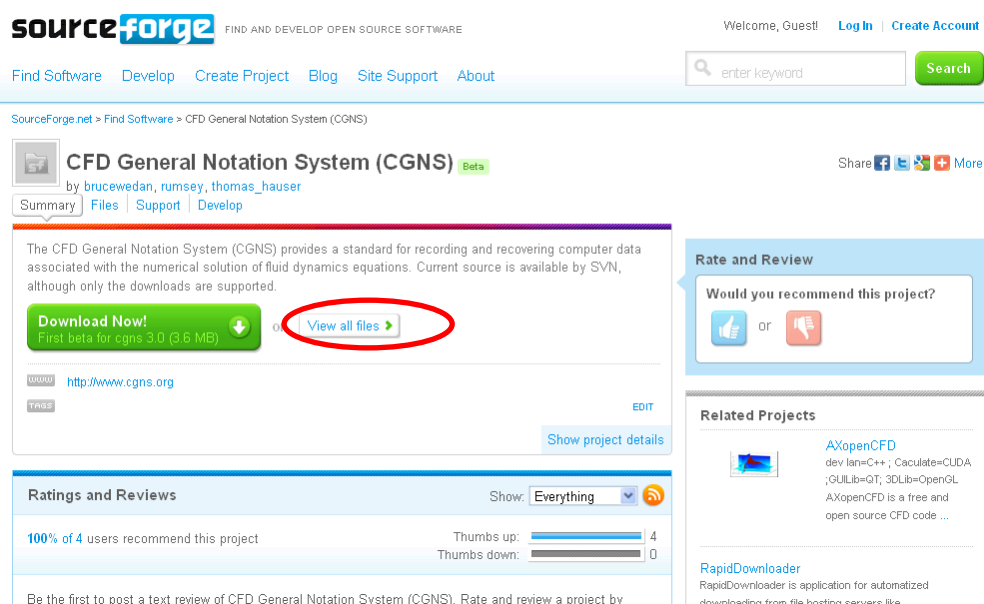 sourceforge FIND AND DEVELOP OPEN SOURCE SOFTWARE
Welcome, Guest! Log In | Create Account
Find Software Develop Create Project Blog Site Support About
enter keyword Search
SourceForge.net > Find Software > CFD General Notation System (CGNS)
CFD General Notation System (CGNS) Beta
by brucewedan, rumsey, thomas_hauser
Share More
Summary Files Support Develop
The CFD General Notation System (CGNS) provides a standard for recording and recovering computer data
associated with the numerical solution of fluid dynamics equations. Current source is available by SVN,
although only the downloads are supported.
Download Now!
First beta for cgns 3.0 (3.6 MB)
or View all files
www http://www.cgns.org
TAGS
EDIT
Show project details
Rate and Review
Would you recommend this project?
or
Ratings and Reviews
Show: Everything
100% of 4 users recommend this project
Thumbs up: 4
Thumbs down: 0
Be the first to post a text review of CFD General Notation System (CGNS). Rate and review a project by
Related Projects
AXopenCFD
dev lan=C++ ; Caculate=CUDA
;GUILib=QT; 3DLib=OpenGL
AXopenCFD is a free and
open source CFD code ...
RapidDownloader
RapidDownloader is application for automated
downloading from file hosting servers like